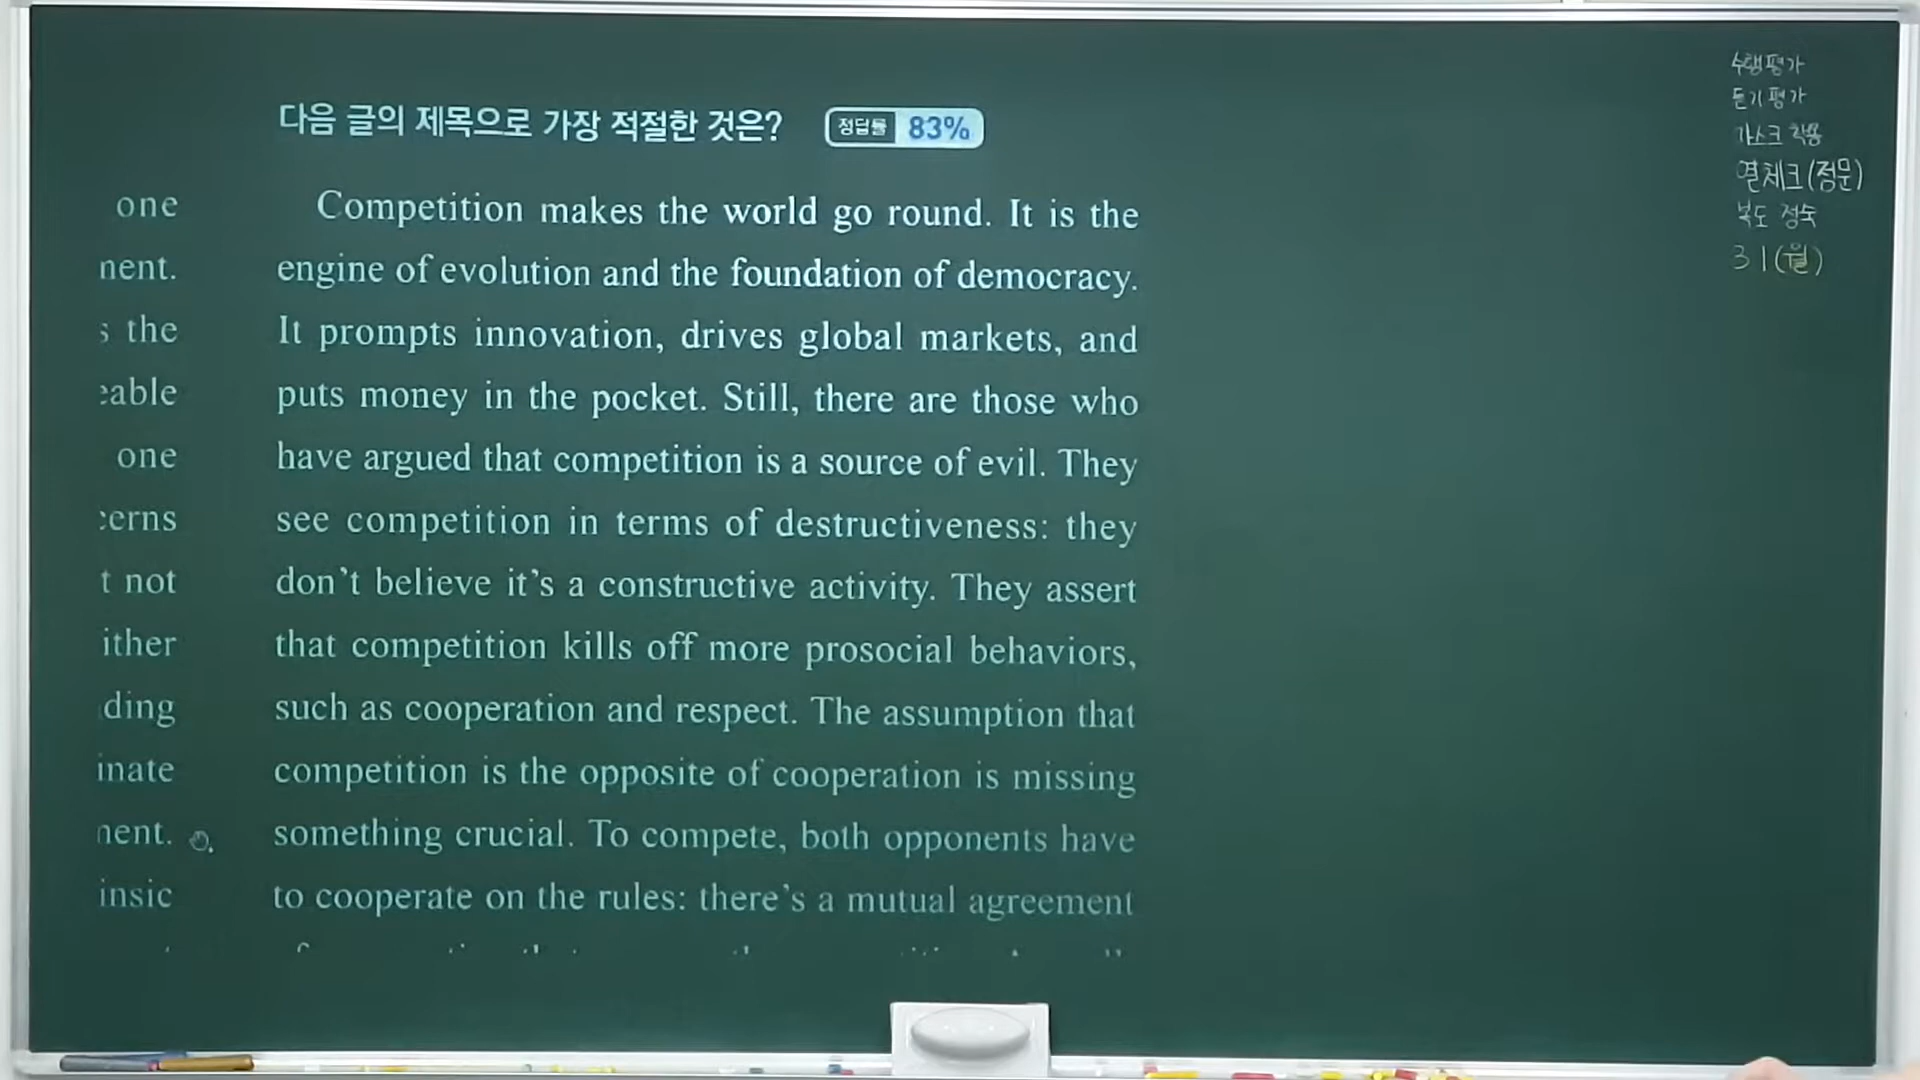 다음 글의 제목으로 가장 적절한 것은? 정답률 83%
Competition makes the world go round. It is the
engine of evolution and the foundation of democracy.
It prompts innovation, drives global markets, and
puts money in the pocket. Still, there are those who
have argued that competition is a source of evil. They
see competition in terms of destructiveness: they
don't believe it's a constructive activity. They assert
that competition kills off more prosocial behaviors,
such as cooperation and respect. The assumption that
competition is the opposite of cooperation is missing
something crucial. To compete, both opponents have
to cooperate on the rules: there's a mutual agreement
one
nent.
s the
eable
one
cerns
t not
ither
ding
inate
nent.
insic
수행평가
듣기평가
마스크 착용
열체크(정문)
복도 정숙
31(월)